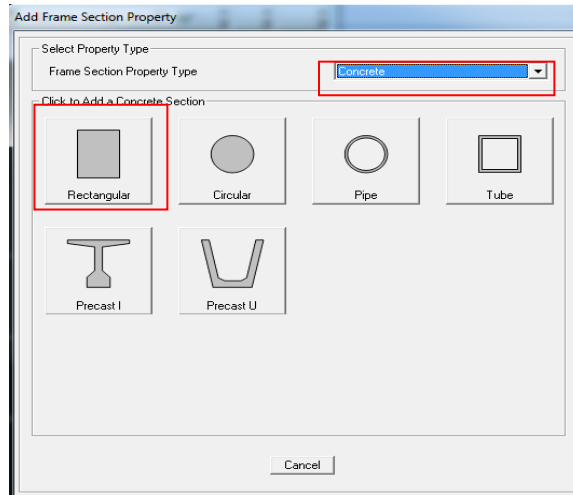 Add Frame Section Property
Select Property Type
Frame Section Property Type
Concrete
Click to Add a Concrete Section
Rectangular
Circular
Pipe
Tube
Precast I
Precast U
Cancel